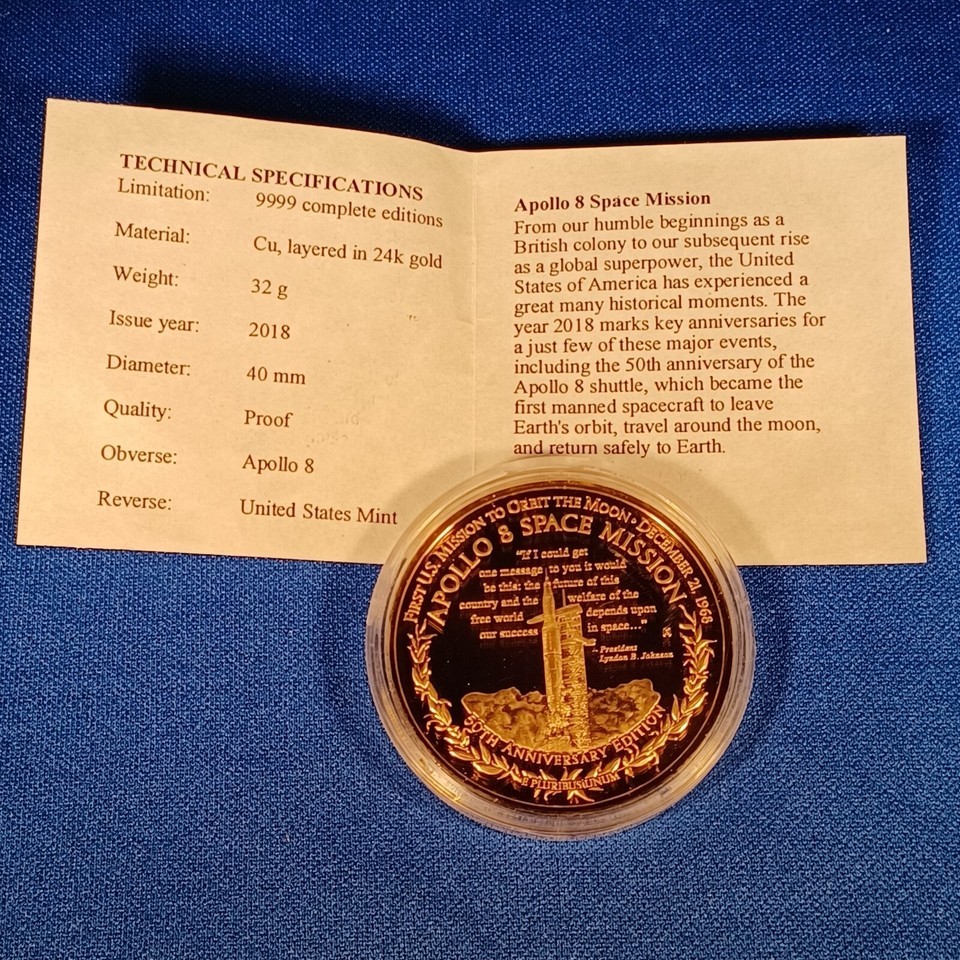 TECHNICAL SPECIFICATIONS
Limitation: 9999 complete editions
Material: Cu, layered in 24k gold
Weight: 32 g
Issue year: 2018
Diameter: 40 mm
Quality: Proof
Obverse: Apollo 8
Reverse: United States Mint
Apollo 8 Space Mission
From our humble beginnings as a
British colony to our subsequent rise
as a global superpower, the United
States of America has experienced a
great many historical moments. The
year 2018 marks key anniversaries for
a just few of these major events,
including the 50th anniversary of the
Apollo 8 shuttle, which became the
first manned spacecraft to leave
Earth's orbit, travel around the moon,
and return safely to Earth.
FIRST U.S. MISSION TO ORBIT THE MOON • DECEMBER 21, 1968
APOLLO 8 SPACE MISSION
"If I could get
one message to you it would
be this: the future of this
country and the welfare of the
free world depends upon
our success in space..."
- President
Lyndon B. Johnson
50TH ANNIVERSARY EDITION
E PLURIBUS UNUM